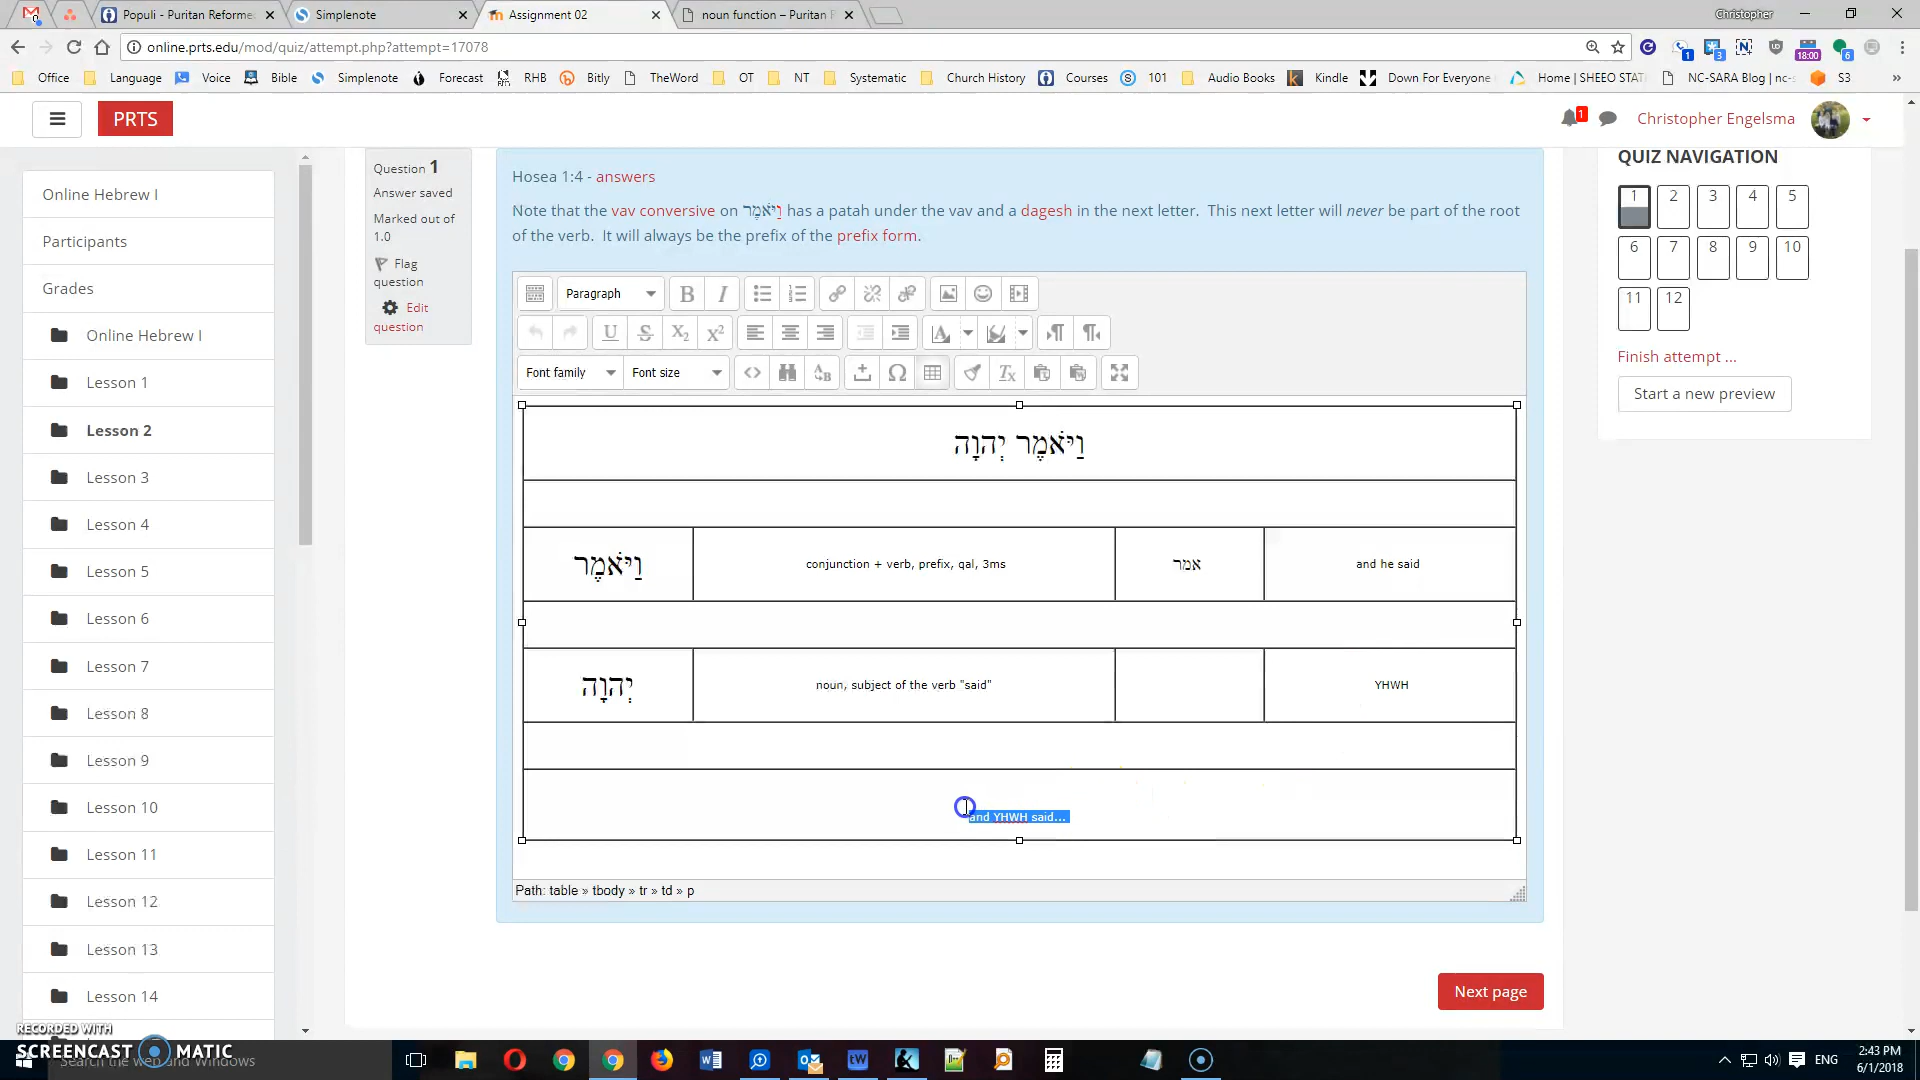 Populi - Puritan Reforme
Simplenote
Assignment 02
noun function – Puritan R
Christopher
online.prts.edu/mod/quiz/attempt.php?attempt=17078
Office Language Voice Bible Simplenote Forecast RHB Bitly TheWord OT NT Systematic Church History Courses 101 Audio Books Kindle Down For Everyone Home | SHEEO STAT NC-SARA Blog | nc-s S3
PRTS
1
Christopher Engelsma
Online Hebrew I
Participants
Grades
Online Hebrew I
Lesson 1
Lesson 2
Lesson 3
Lesson 4
Lesson 5
Lesson 6
Lesson 7
Lesson 8
Lesson 9
Lesson 10
Lesson 11
Lesson 12
Lesson 13
Lesson 14
Question 1
Answer saved
Marked out of
1.0
Flag
question
Edit
question
Hosea 1:4 - answers
Note that the vav conversive on וַיֹּאמֶר has a patah under the vav and a dagesh in the next letter. This next letter will never be part of the root
of the verb. It will always be the prefix of the prefix form.
Paragraph
Font family Font size
וַיֹּאמֶר יְהוָה
וַיֹּאמֶר conjunction + verb, prefix, qal, 3ms אמר and he said
יְהוָה noun, subject of the verb "said" YHWH
and YHWH said...
Path: table » tbody » tr » td » p
Next page
QUIZ NAVIGATION
1 2 3 4 5
6 7 8 9 10
11 12
Finish attempt ...
Start a new preview
RECORDED WITH
SCREENCAST MATIC
Search the web and Windows
ENG
2:43 PM
6/1/2018